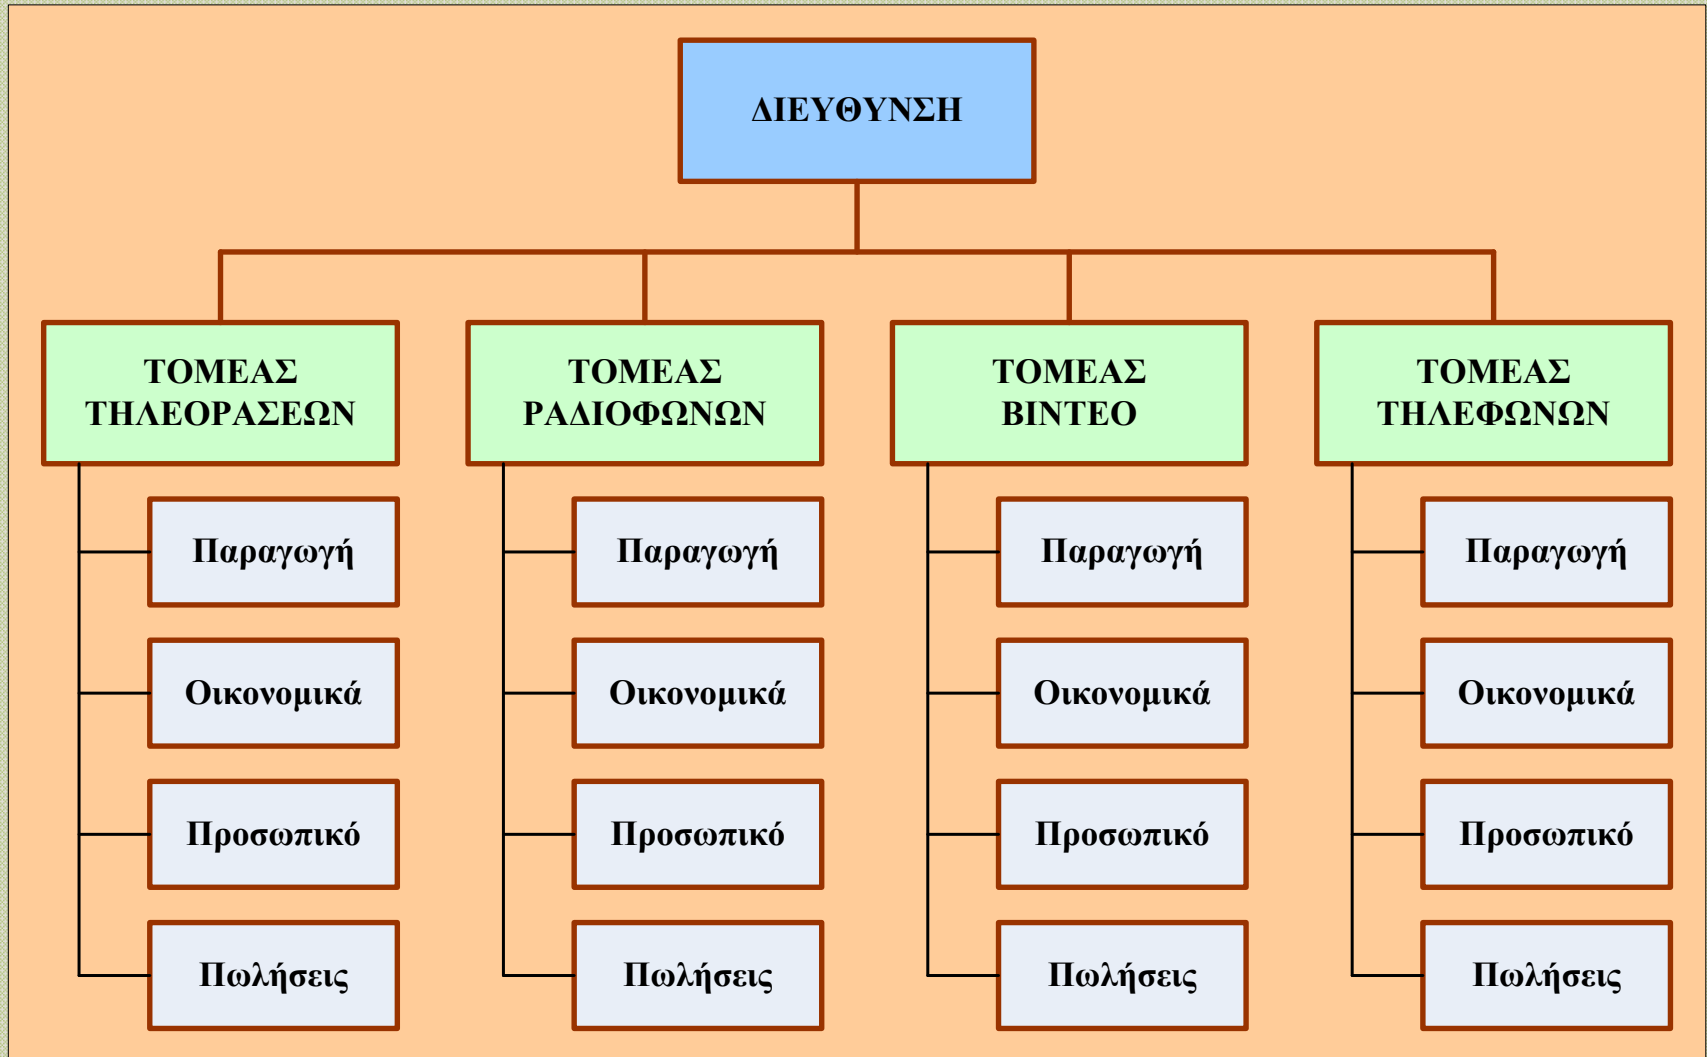 ΔΙΕΥΘΥΝΣΗ
ΤΟΜΕΑΣ
ΤΗΛΕΟΡΑΣΕΩΝ
Παραγωγή
Οικονομικά
Προσωπικό
Πωλήσεις
ΤΟΜΕΑΣ
ΡΑΔΙΟΦΩΝΩΝ
Παραγωγή
Οικονομικά
Προσωπικό
Πωλήσεις
ΤΟΜΕΑΣ
ΒΙΝΤΕΟ
Παραγωγή
Οικονομικά
Προσωπικό
Πωλήσεις
ΤΟΜΕΑΣ
ΤΗΛΕΦΩΝΩΝ
Παραγωγή
Οικονομικά
Προσωπικό
Πωλήσεις